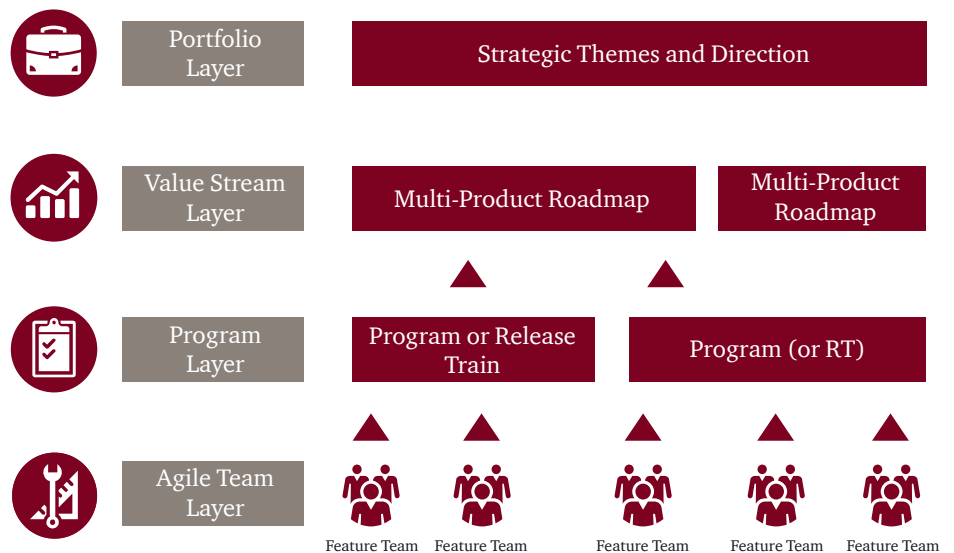 Portfolio
Layer
Strategic Themes and Direction
Value Stream
Layer
Multi-Product Roadmap
Multi-Product
Roadmap
Program
Layer
Program or Release
Train
Program (or RT)
Agile Team
Layer
Feature Team
Feature Team
Feature Team
Feature Team
Feature Team